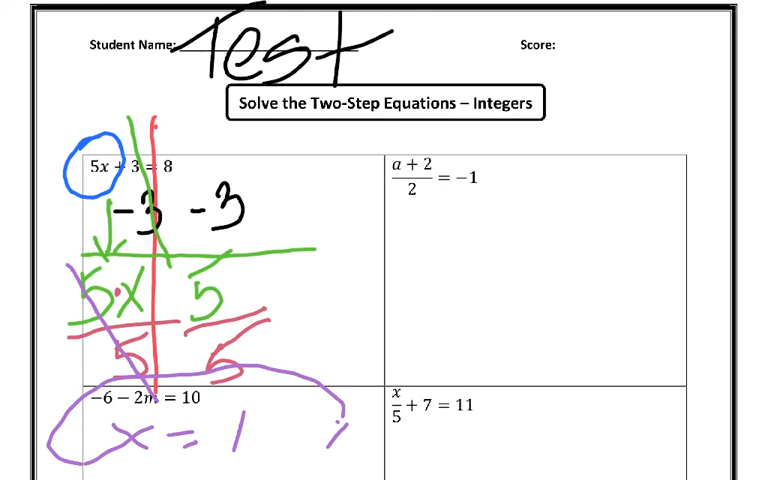 Student Name: Test
Score:
Solve the Two-Step Equations – Integers
5x + 3 = 8
-3 -3
5•x 5
5 5
x = 1
a + 2
2 = −1
−6 − 2m = 10
x
5 + 7 = 11